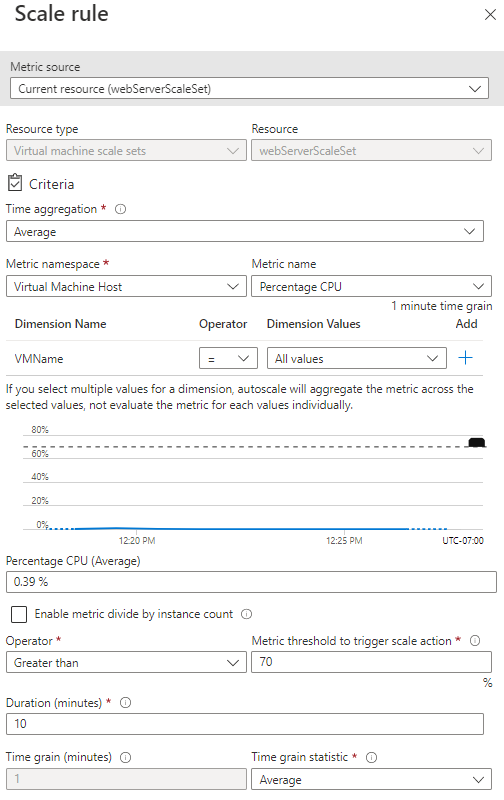 Scale rule
Metric source
Current resource (webServerScaleSet)
Resource type
Resource
Virtual machine scale sets
webServerScaleSet
Criteria
Time aggregation *
Average
Metric namespace *
Metric name
Virtual Machine Host
Percentage CPU
1 minute time grain
Dimension Name
Operator
Dimension Values
Add
VMName
=
All values
+
If you select multiple values for a dimension, autoscale will aggregate the metric across the
selected values, not evaluate the metric for each values individually.
80%
60%
40%
20%
0%
12:20 PM
12:25 PM
UTC-07:00
Percentage CPU (Average)
0.39 %
Enable metric divide by instance count
Operator *
Metric threshold to trigger scale action *
Greater than
70
%
Duration (minutes) *
10
Time grain (minutes)
Time grain statistic *
1
Average